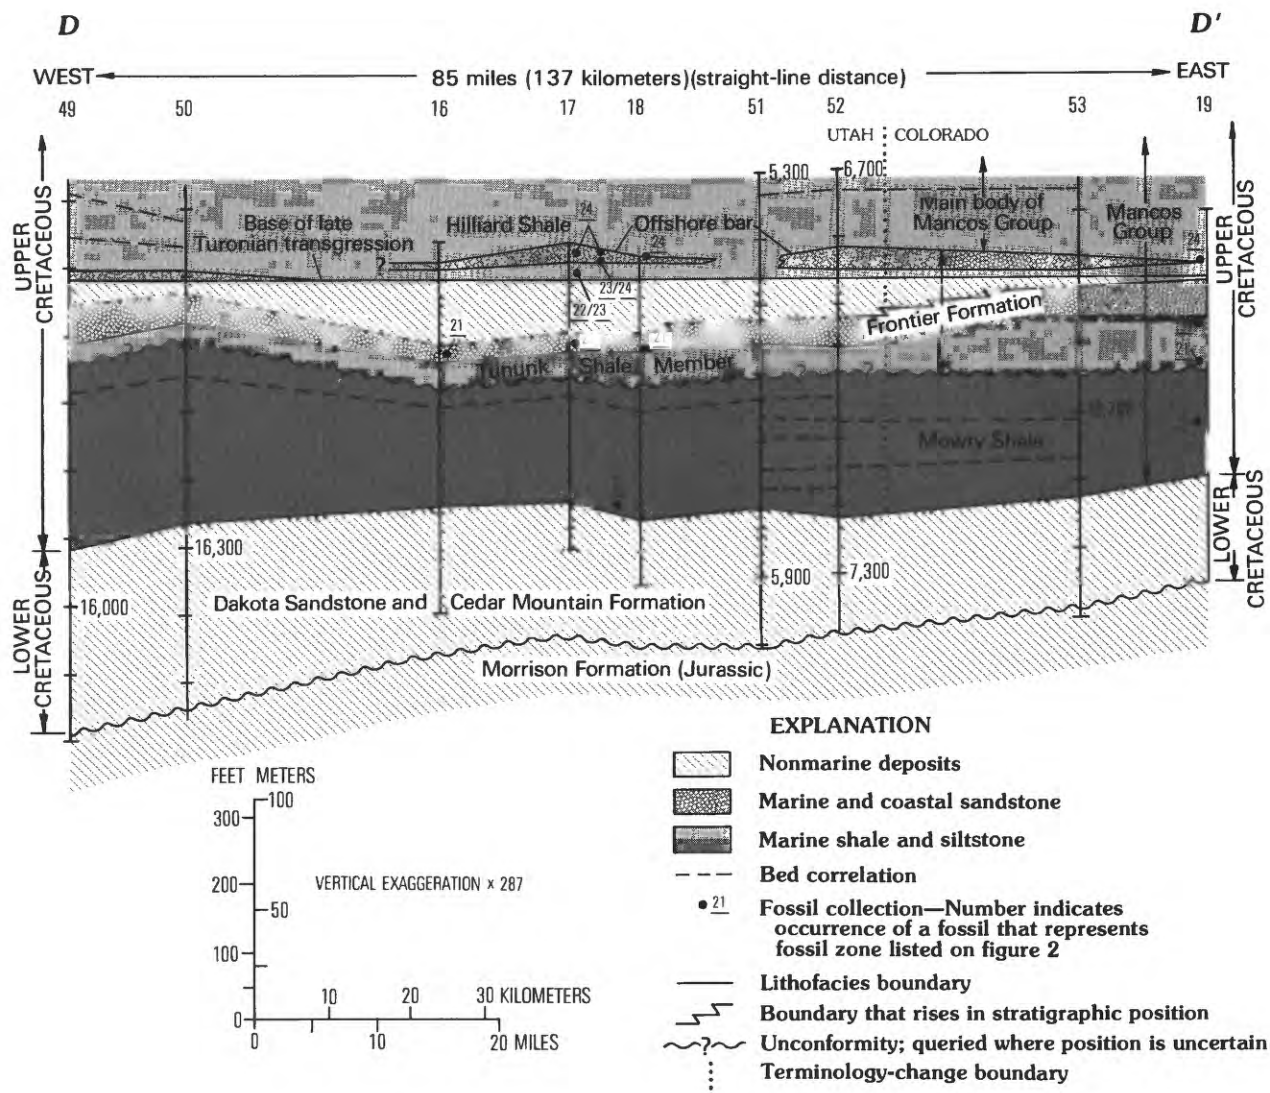 D D'
WEST 85 miles (137 kilometers)(straight-line distance) EAST
49 50 16 17 18 51 52 53 19
UTAH COLORADO
5,300 6,700
UPPER CRETACEOUS
Base of late
Turonian transgression
Hilliard Shale
24
Offshore bar
24
Main body of
Mancos Group
Mancos
Group
24
UPPER CRETACEOUS
?
23/24
22/23
Frontier Formation
21
Tununk Shale Member
? ?
Mowry Shale
16,300
5,900 7,300
16,000
LOWER CRETACEOUS
LOWER CRETACEOUS
Dakota Sandstone and Cedar Mountain Formation
Morrison Formation (Jurassic)
FEET METERS
100
300
200
50
100
0
VERTICAL EXAGGERATION × 287
10 20 30 KILOMETERS
0 10 20 MILES
EXPLANATION
Nonmarine deposits
Marine and coastal sandstone
Marine shale and siltstone
Bed correlation
21 Fossil collection—Number indicates
occurrence of a fossil that represents
fossil zone listed on figure 2
Lithofacies boundary
Boundary that rises in stratigraphic position
? Unconformity; queried where position is uncertain
Terminology-change boundary